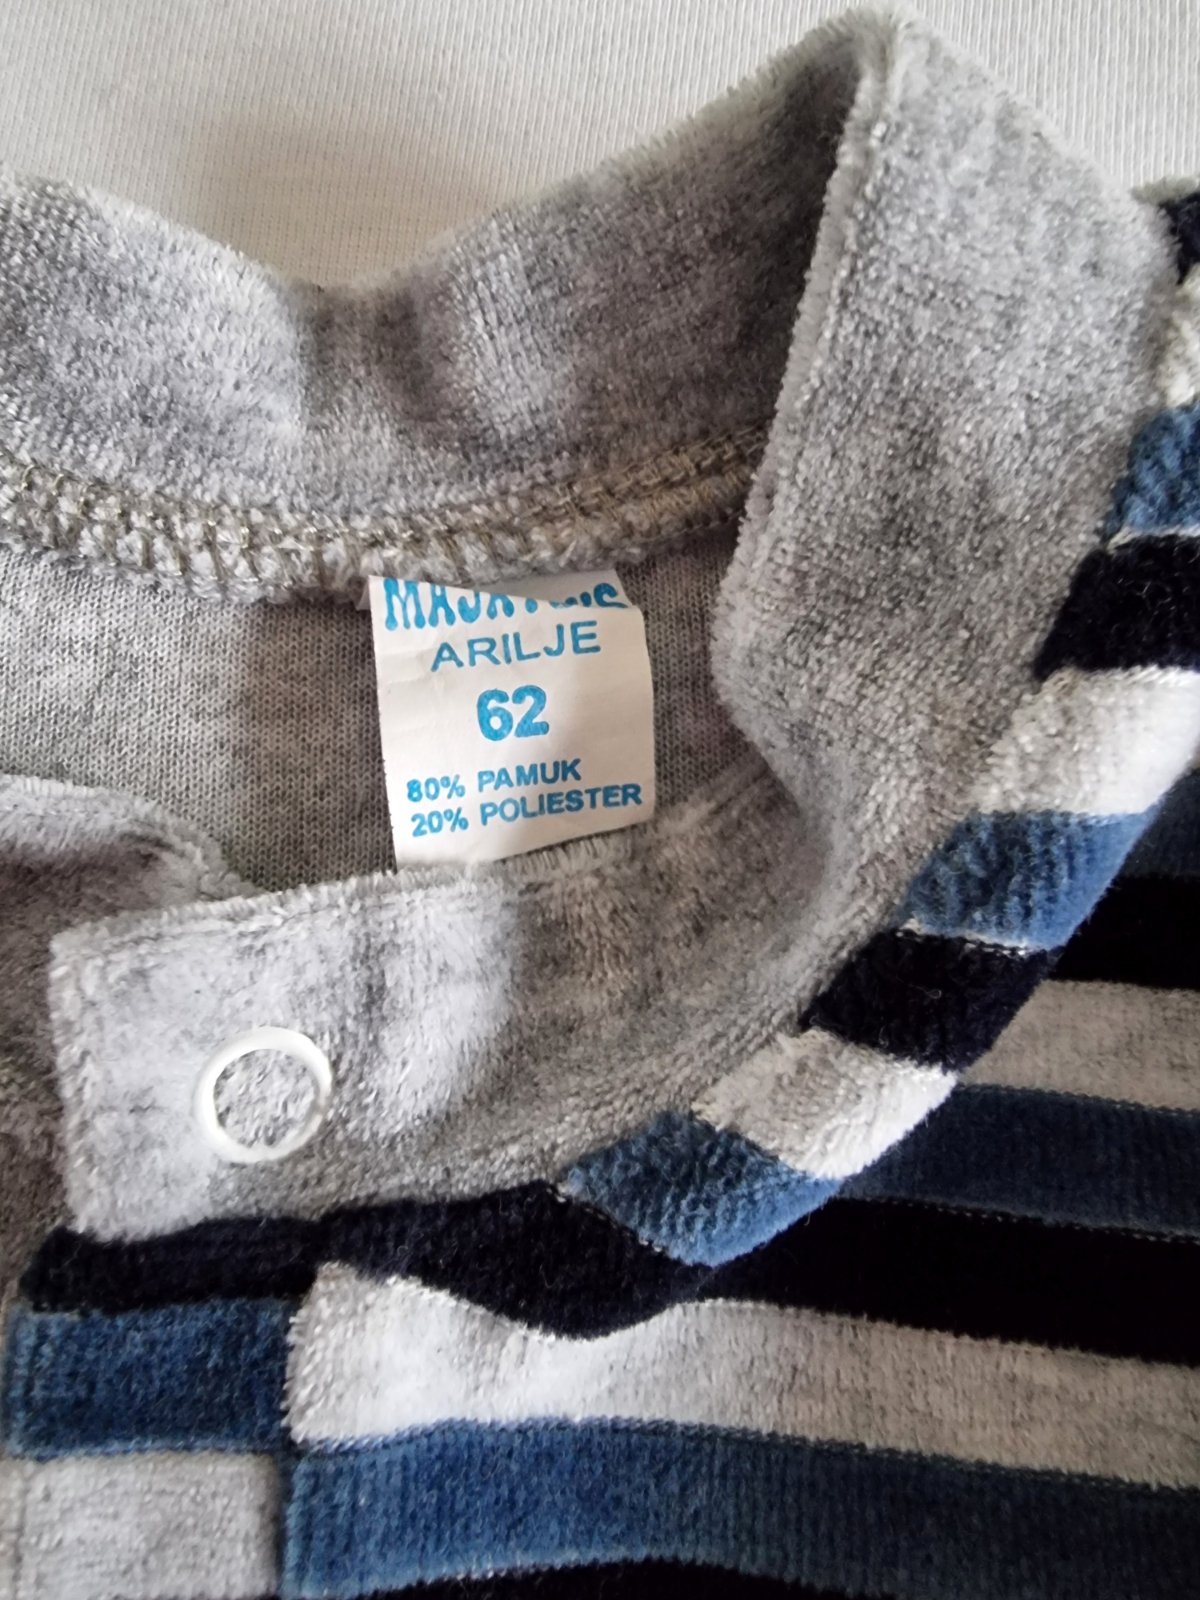 ARILJE
62
80% PAMUK
20% POLIESTER